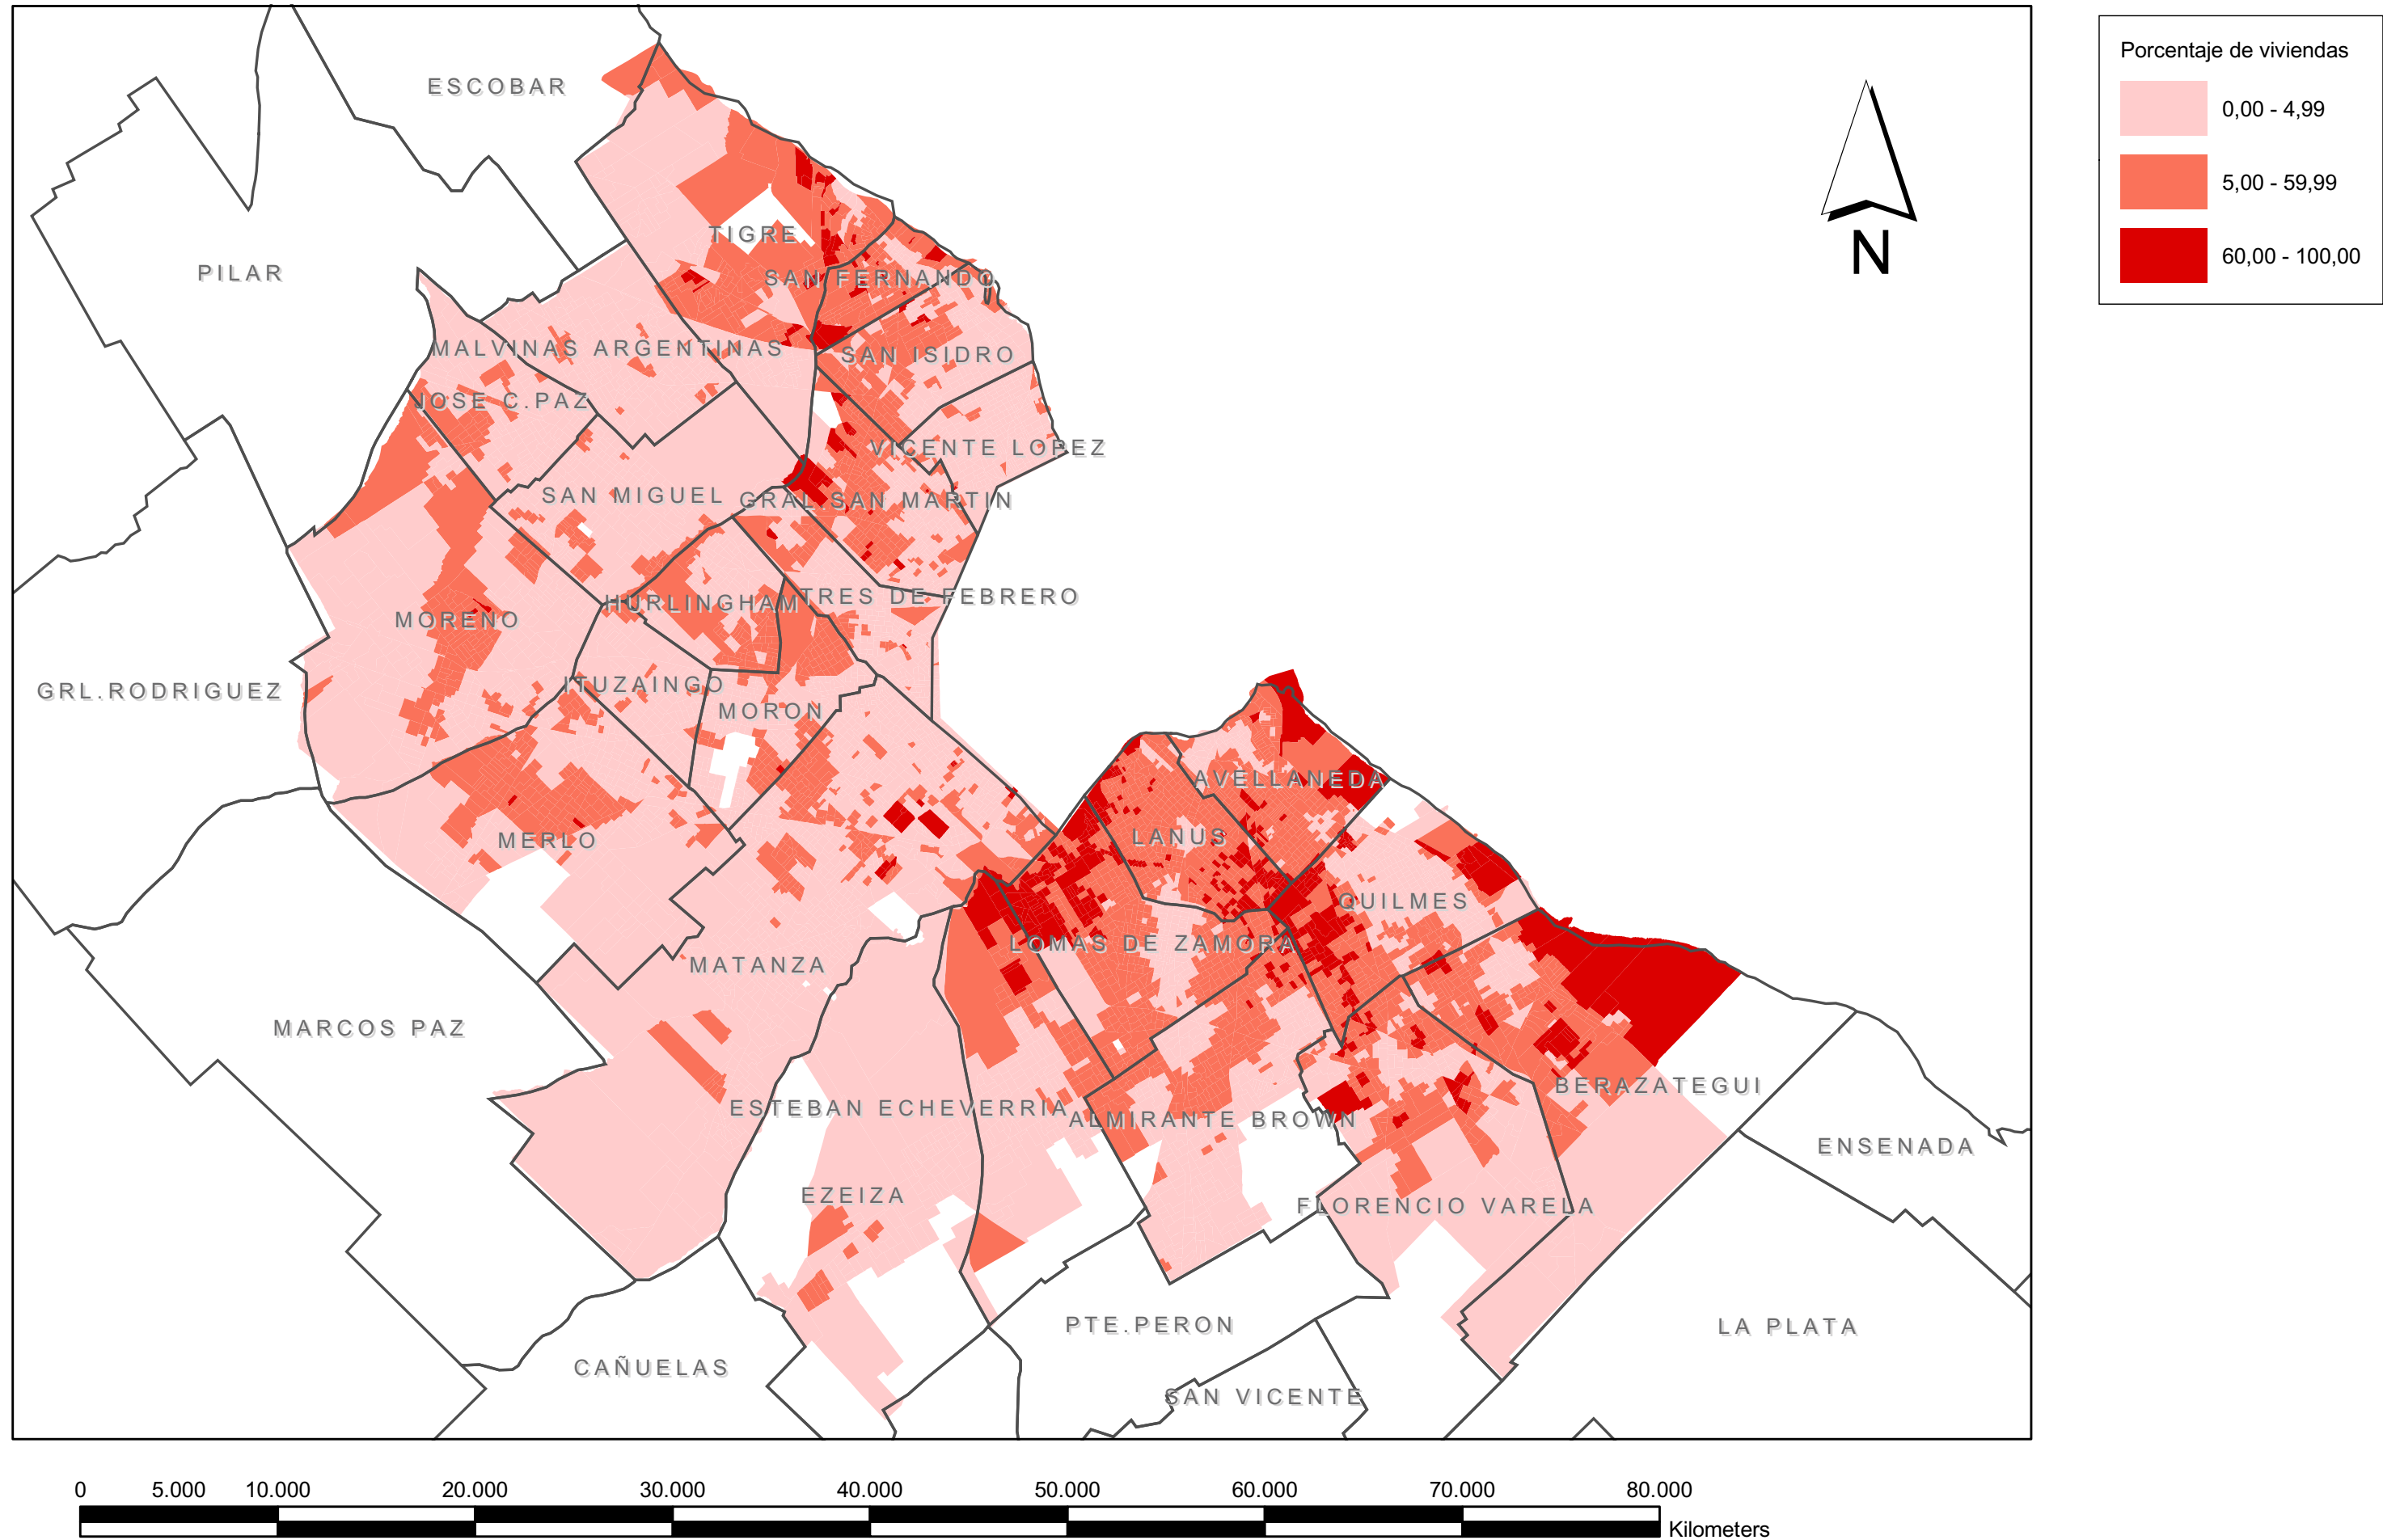 Porcentaje de viviendas
0,00 - 4,99
5,00 - 59,99
60,00 - 100,00
N
ESCOBAR
TIGRE
PILAR
SAN FERNANDO
MALVINAS ARGENTINAS
SAN ISIDRO
JOSE C.PAZ
VICENTE LOPEZ
SAN MIGUEL
GRAL SAN MARTIN
HURLINGHAM
TRES DE FEBRERO
MORENO
ITUZAINGO
GRL.RODRIGUEZ
MORON
AVELLANEDA
LANUS
MERLO
QUILMES
LOMAS DE ZAMORA
MATANZA
MARCOS PAZ
BERAZATEGUI
ESTEBAN ECHEVERRIA
ALMIRANTE BROWN
ENSENADA
EZEIZA
FLORENCIO VARELA
PTE.PERON
LA PLATA
CAÑUELAS
SAN VICENTE
0 5.000 10.000 20.000 30.000 40.000 50.000 60.000 70.000 80.000
Kilometers